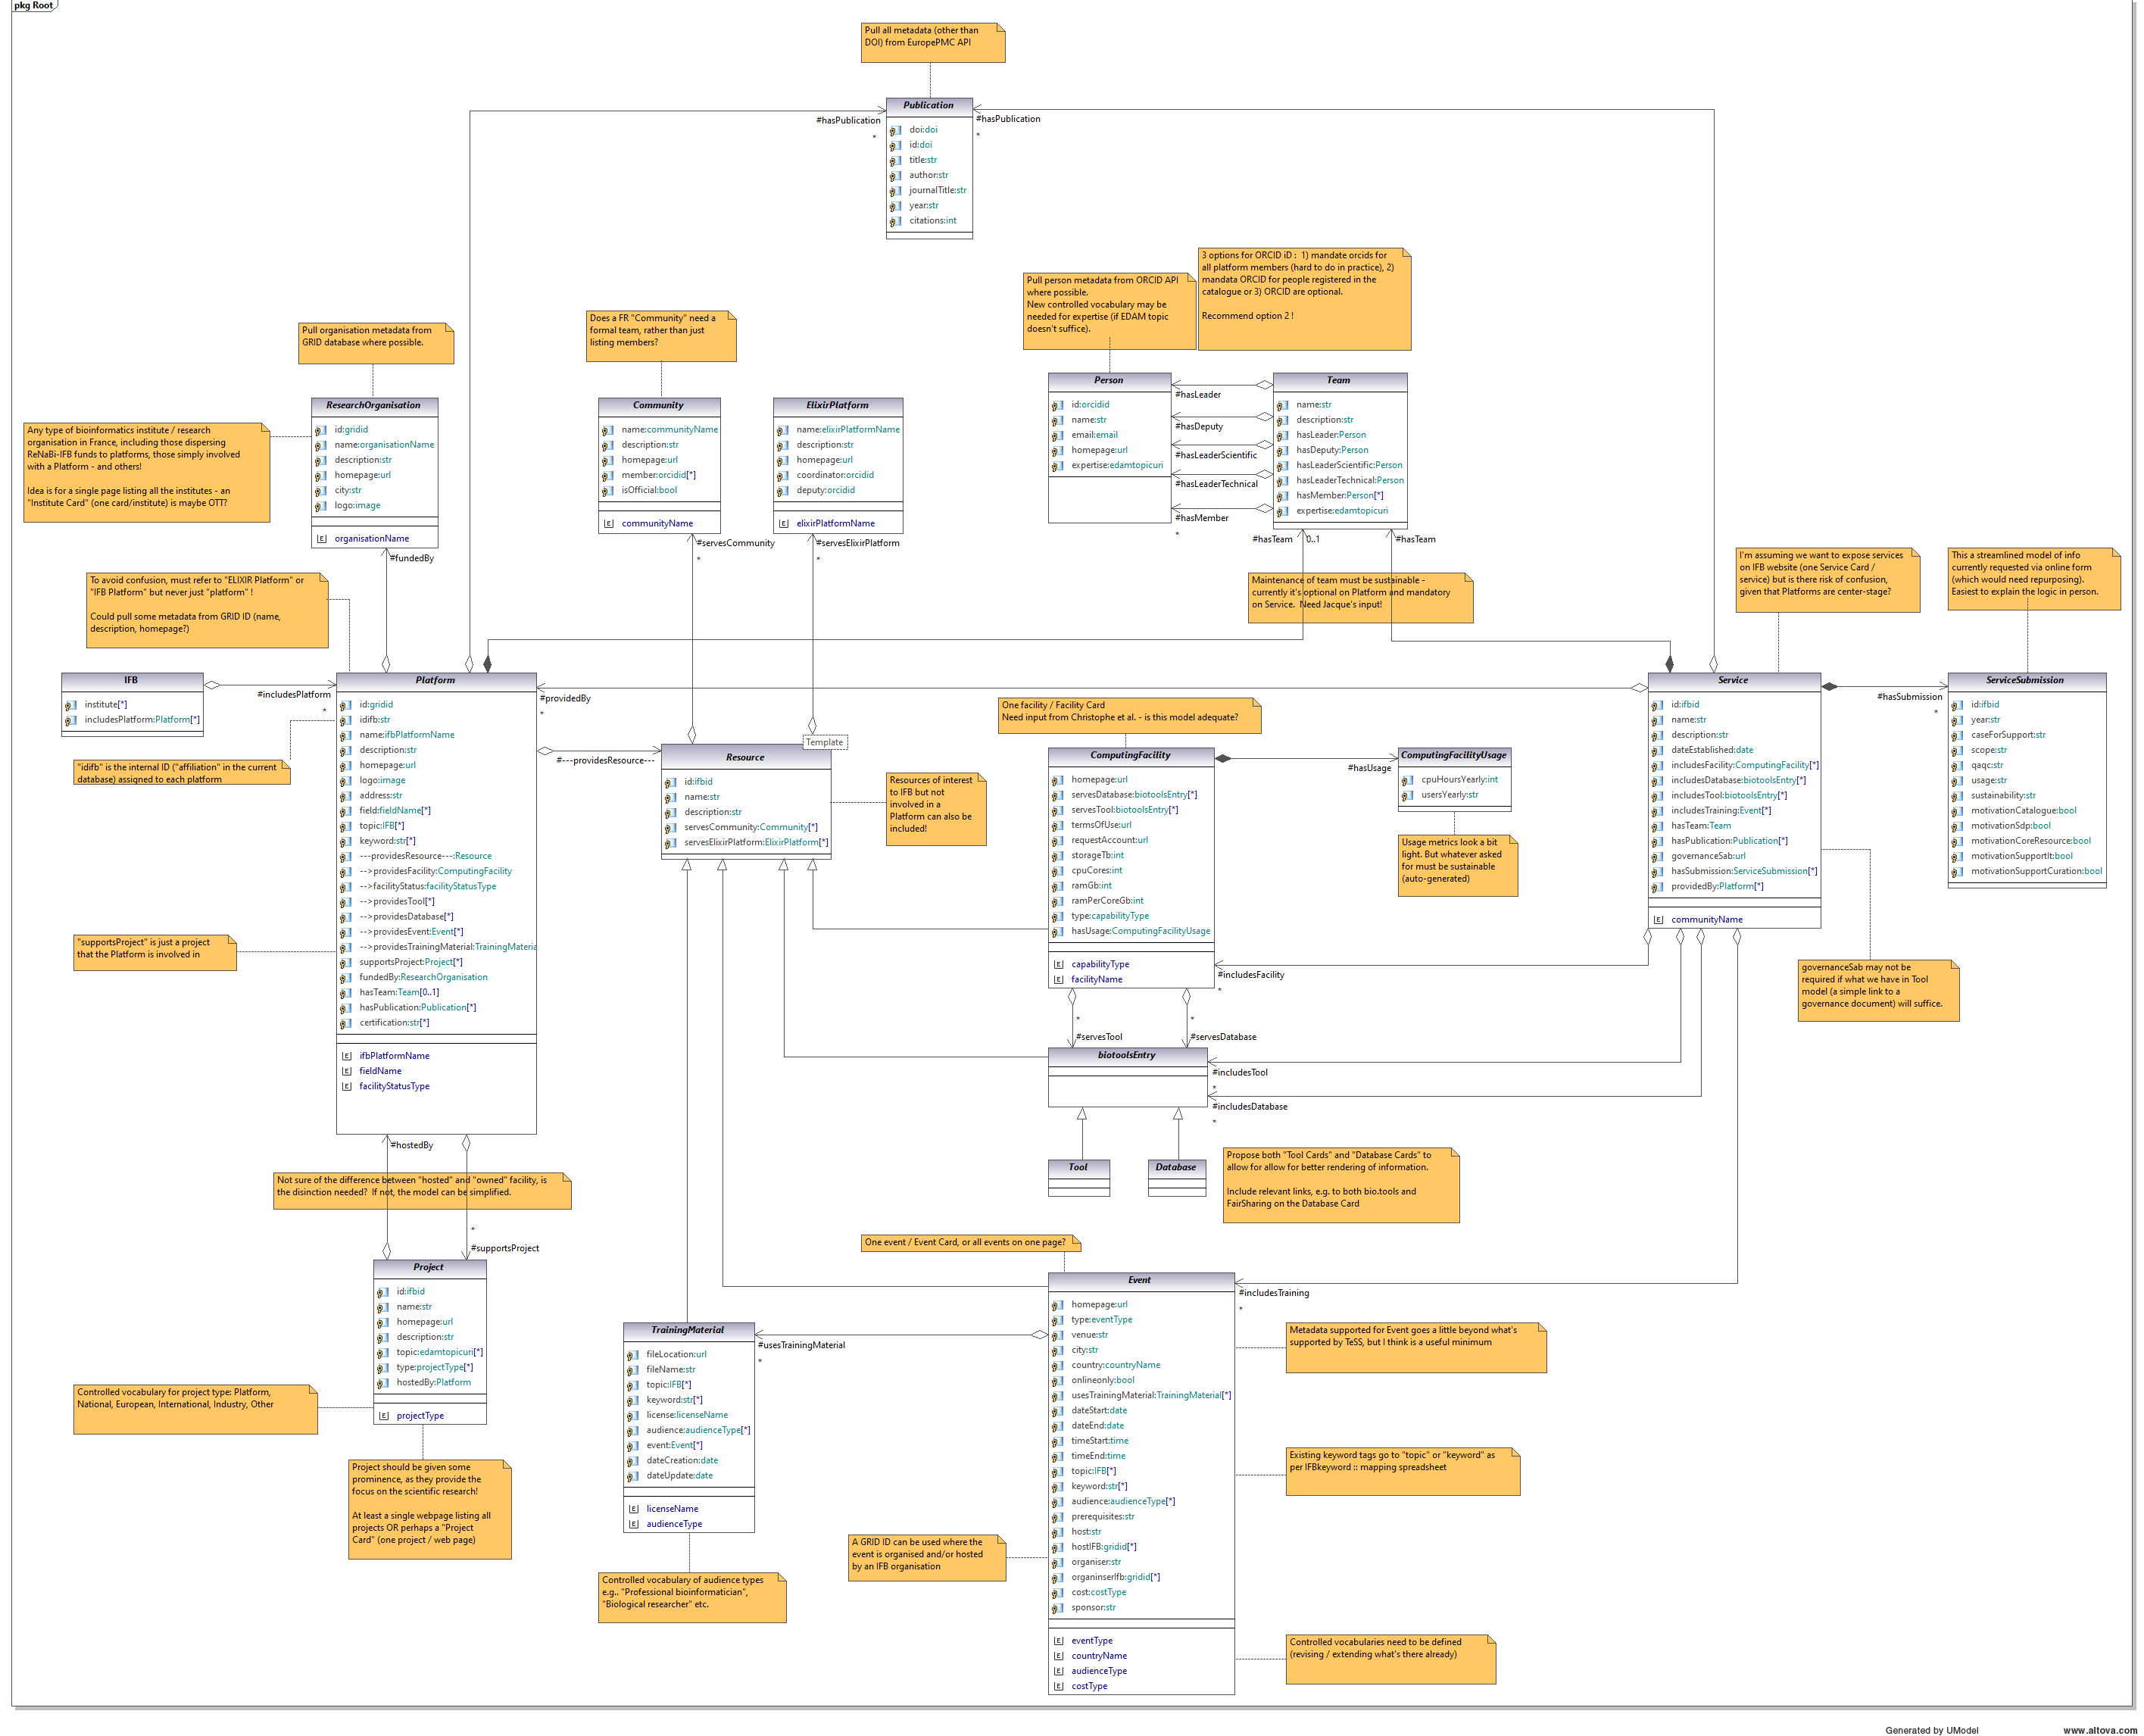 pkg Root
Pull all metadata (other than
DOI) from EuropePMC API
Publication
doi:doi
id:doi
title:str
author:str
journalTitle:str
year:str
citations:int
#hasPublication
*
#hasPublication
*
3 options for ORCID iD :  1) mandate orcids for
all platform members (hard to do in practice), 2)
mandata ORCID for people registered in the
catalogue or 3) ORCID are optional.
Recommend option 2 !
Pull person metadata from ORCID API
where possible.
New controlled vocabulary may be
needed for expertise (if EDAM topic
doesn't suffice).
Does a FR "Community" need a
formal team, rather than just
listing members?
Pull organisation metadata from
GRID database where possible.
Any type of bioinformatics institute / research
organisation in France, including those dispersing
ReNaBi-IFB funds to platforms, those simply involved
with a Platform - and others!
Idea is for a single page listing all the institutes - an
"Institute Card" (one card/institute) is maybe OTT?
ResearchOrganisation
id:gridid
name:organisationName
description:str
homepage:url
city:str
logo:image
organisationName
#fundedBy
Community
name:communityName
description:str
homepage:url
member:orcidid[*]
isOfficial:bool
communityName
#servesCommunity
*
ElixirPlatform
name:elixirPlatformName
description:str
homepage:url
coordinator:orcidid
deputy:orcidid
elixirPlatformName
#servesElixirPlatform
*
Person
id:orcidid
name:str
email:email
homepage:url
expertise:edamtopicuri
#hasLeader
#hasDeputy
#hasLeaderScientific
#hasLeaderTechnical
#hasMember
*
Team
name:str
description:str
hasLeader:Person
hasDeputy:Person
hasLeaderScientific:Person
hasLeaderTechnical:Person
hasMember:Person[*]
expertise:edamtopicuri
#hasTeam
0..1
#hasTeam
Maintenance of team must be sustainable -
currently it's optional on Platform and mandatory
on Service.  Need Jacque's input!
I'm assuming we want to expose services
on IFB website (one Service Card /
service) but is there risk of confusion,
given that Platforms are center-stage?
This a streamlined model of info
currently requested via online form
(which would need repurposing).
Easiest to explain the logic in person.
To avoid confusion, must refer to "ELIXIR Platform" or
"IFB Platform" but never just "platform" !
Could pull some metadata from GRID ID (name,
description, homepage?)
IFB
institute[*]
includesPlatform:Platform[*]
#includesPlatform
*
"idifb" is the internal ID ("affiliation" in the current
database) assigned to each platform
"supportsProject" is just a project
that the Platform is involved in
Platform
id:gridid
idifb:str
name:ifbPlatformName
description:str
homepage:url
logo:image
address:str
field:fieldName[*]
topic:IFB[*]
keyword:str[*]
---providesResource---:Resource
-->providesFacility:ComputingFacility
-->facilityStatus:facilityStatusType
-->providesTool[*]
-->providesDatabase[*]
-->providesEvent:Event[*]
-->providesTrainingMaterial:TrainingMateria
supportsProject:Project[*]
fundedBy:ResearchOrganisation
hasTeam:Team[0..1]
hasPublication:Publication[*]
certification:str[*]
ifbPlatformName
fieldName
facilityStatusType
#providedBy
*
#---providesResource---
Template
Resource
id:ifbid
name:str
description:str
servesCommunity:Community[*]
servesElixirPlatform:ElixirPlatform[*]
Resources of interest
to IFB but not
involved in a
Platform can also be
included!
One facility / Facility Card
Need input from Christophe et al. - is this model adequate?
ComputingFacility
homepage:url
servesDatabase:biotoolsEntry[*]
servesTool:biotoolsEntry[*]
termsOfUse:url
requestAccount:url
storageTb:int
cpuCores:int
ramGb:int
ramPerCoreGb:int
type:capabilityType
hasUsage:ComputingFacilityUsage
capabilityType
facilityName
#hasUsage
ComputingFacilityUsage
cpuHoursYearly:int
usersYearly:str
Usage metrics look a bit
light. But whatever asked
for must be sustainable
(auto-generated)
Service
id:ifbid
name:str
description:str
dateEstablished:date
includesFacility:ComputingFacility[*]
includesDatabase:biotoolsEntry[*]
includesTool:biotoolsEntry[*]
includesTraining:Event[*]
hasTeam:Team
hasPublication:Publication[*]
governanceSab:url
hasSubmission:ServiceSubmission[*]
providedBy:Platform[*]
communityName
#hasSubmission
*
ServiceSubmission
id:ifbid
year:str
caseForSupport:str
scope:str
qaqc:str
usage:str
sustainability:str
motivationCatalogue:bool
motivationSdp:bool
motivationCoreResource:bool
motivationSupportIt:bool
motivationSupportCuration:bool
governanceSab may not be
required if what we have in Tool
model (a simple link to a
governance document) will suffice.
#includesFacility
*
*
#servesTool
*
#servesDatabase
biotoolsEntry
#includesTool
*
#includesDatabase
*
Tool
Database
Propose both "Tool Cards" and "Database Cards" to
allow for allow for better rendering of information.
Include relevant links, e.g. to both bio.tools and
FairSharing on the Database Card
#hostedBy
Not sure of the difference between "hosted" and "owned" facility, is
the disinction needed?  If not, the model can be simplified.
*
#supportsProject
Project
id:ifbid
name:str
homepage:url
description:str
topic:edamtopicuri[*]
type:projectType[*]
hostedBy:Platform
projectType
Controlled vocabulary for project type: Platform,
National, European, International, Industry, Other
Project should be given some
prominence, as they provide the
focus on the scientific research!
At least a single webpage listing all
projects OR perhaps a "Project
Card" (one project / web page)
TrainingMaterial
fileLocation:url
fileName:str
topic:IFB[*]
keyword:str[*]
license:licenseName
audience:audienceType[*]
event:Event[*]
dateCreation:date
dateUpdate:date
licenseName
audienceType
#usesTrainingMaterial
*
Controlled vocabulary of audience types
e.g.. "Professional bioinformatician",
"Biological researcher" etc.
One event / Event Card, or all events on one page?
Event
homepage:url
type:eventType
venue:str
city:str
country:countryName
onlineonly:bool
usesTrainingMaterial:TrainingMaterial[*]
dateStart:date
dateEnd:date
timeStart:time
timeEnd:time
topic:IFB[*]
keyword:str[*]
audience:audienceType[*]
prerequisites:str
host:str
hostIFB:gridid[*]
organiser:str
organinserIfb:gridid[*]
cost:costType
sponsor:str
eventType
countryName
audienceType
costType
#includesTraining
*
Metadata supported for Event goes a little beyond what's
supported by TeSS, but I think is a useful minimum
Existing keyword tags go to "topic" or "keyword" as
per IFBkeyword :: mapping spreadsheet
A GRID ID can be used where the
event is organised and/or hosted
by an IFB organisation
Controlled vocabularies need to be defined
(revising / extending what's there already)
Generated by UModel
www.altova.com